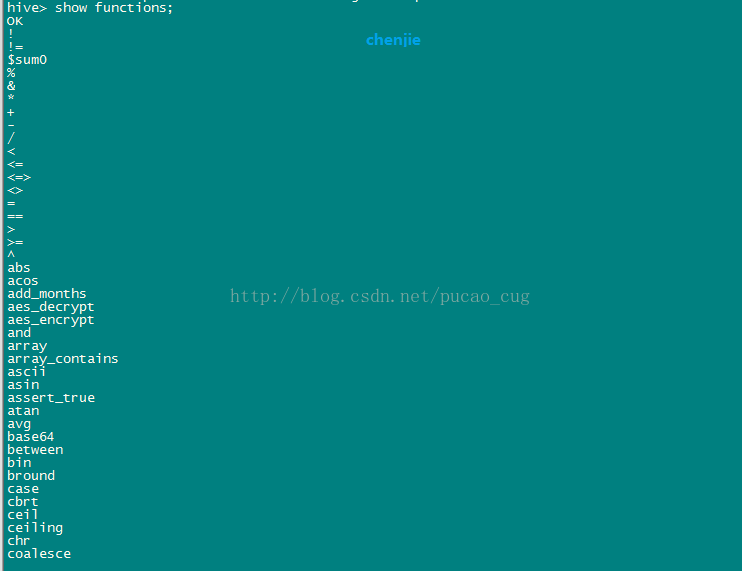 hive> show functions;
OK
!
!=
chenjie
$sum0
%
&
*
+
-
/
<
<=
<=>
<>
=
==
>
>=
^
abs
acos
add_months
http://blog.csdn.net/pucao_cug
aes_decrypt
aes_encrypt
and
array
array_contains
ascii
asin
assert_true
atan
avg
base64
between
bin
bround
case
cbrt
ceil
ceiling
chr
coalesce